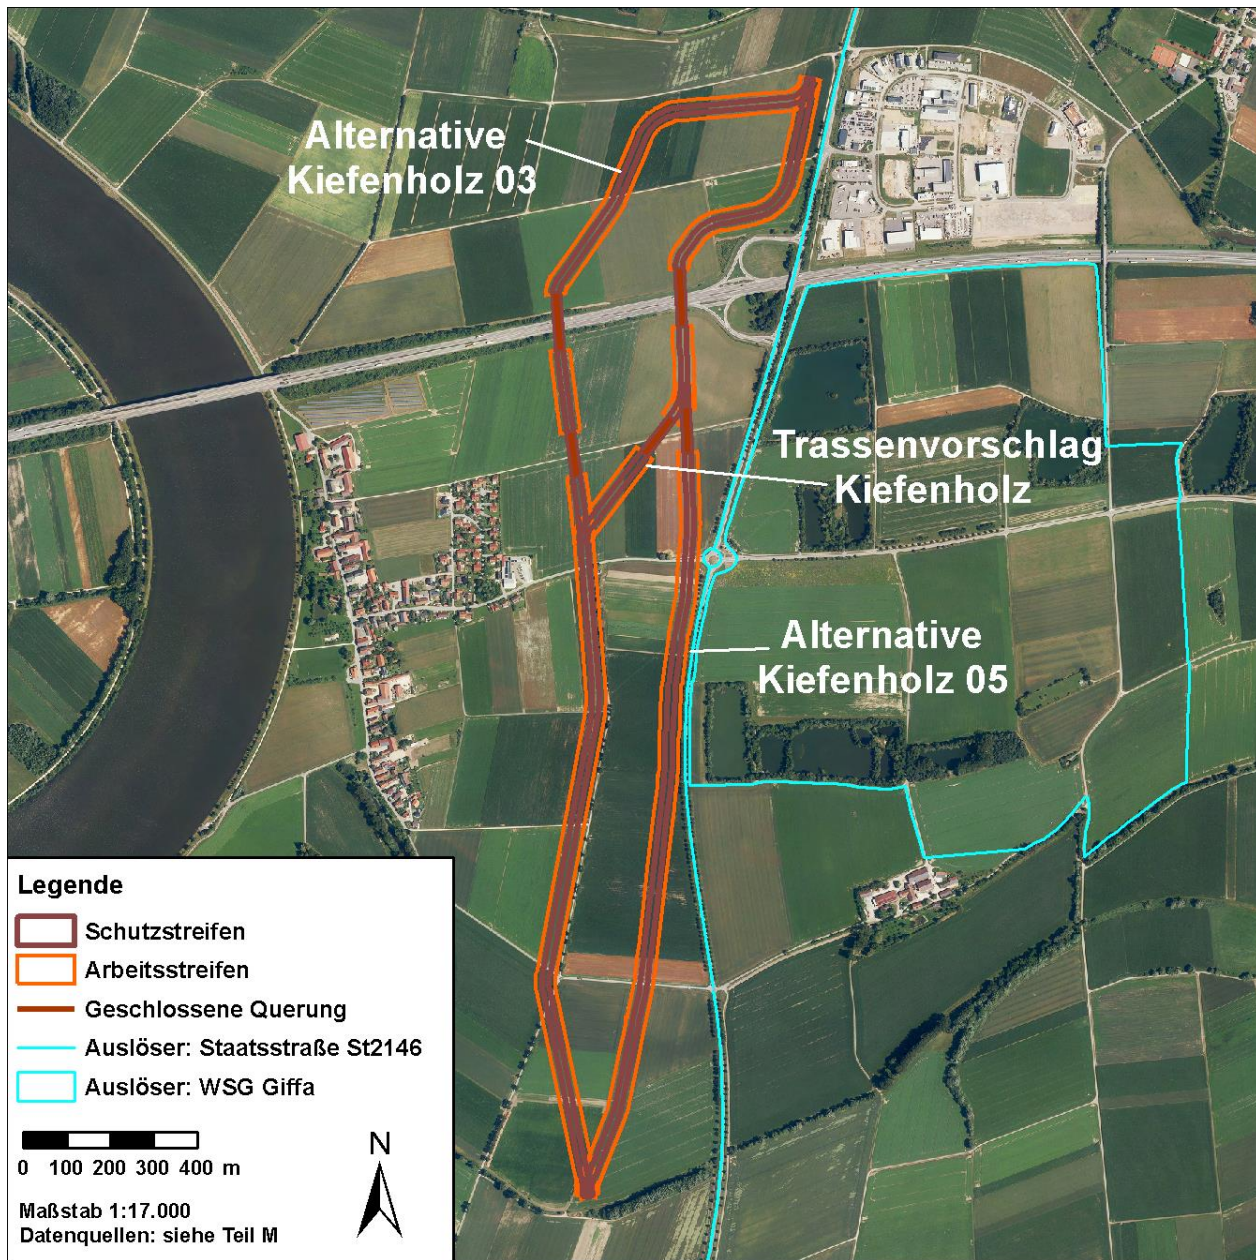 Alternative
Kiefenholz 03
Trassenvorschlag
Kiefenholz
Alternative
Kiefenholz 05
Legende
Schutzstreifen
Arbeitsstreifen
Geschlossene Querung
Auslöser: Staatsstraße St2146
Auslöser: WSG Giffa
0 100 200 300 400 m
N
Maßstab 1:17.000
Datenquellen: siehe Teil M